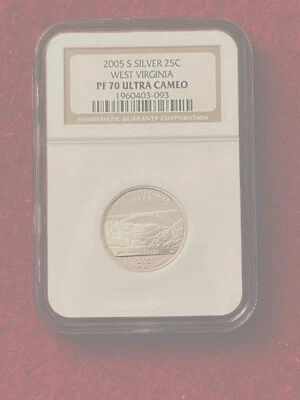 2005 S SILVER 25C
WEST VIRGINIA
PF 70 ULTRA CAMEO
1960403-093
NUMISMATIC GUARANTY CORPORATION